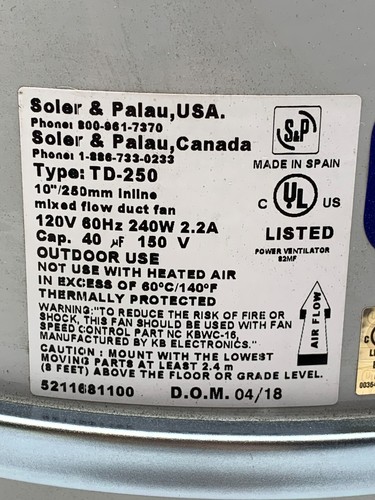 Soler & Palau,USA.
Phone: 800-961-7370
Soler & Palau,Canada
Phone: 1-886-733-0233
Type: TD-250
10"/250mm Inline
mixed flow duct fan
120V 60Hz 240W 2.2A
Cap. 40 µF 150 V
OUTDOOR USE
NOT USE WITH HEATED AIR
IN EXCESS OF 60°C/140°F
THERMALLY PROTECTED
WARNING:"TO REDUCE THE RISK OF FIRE OR
SHOCK, THIS FAN SHOULD BE USED WITH FAN
SPEED CONTROL PART NC KBWC-16,
MANUFACTURED BY KB ELECTRONICS."
CAUTION : MOUNT WITH THE LOWEST
MOVING PARTS AT LEAST 2.4 m
(8 FEET) ABOVE THE FLOOR OR GRADE LEVEL.
5211681100 D.O.M. 04/18
S&P
MADE IN SPAIN
C UL US
LISTED
POWER VENTILATOR
82MF
AIR FLOW